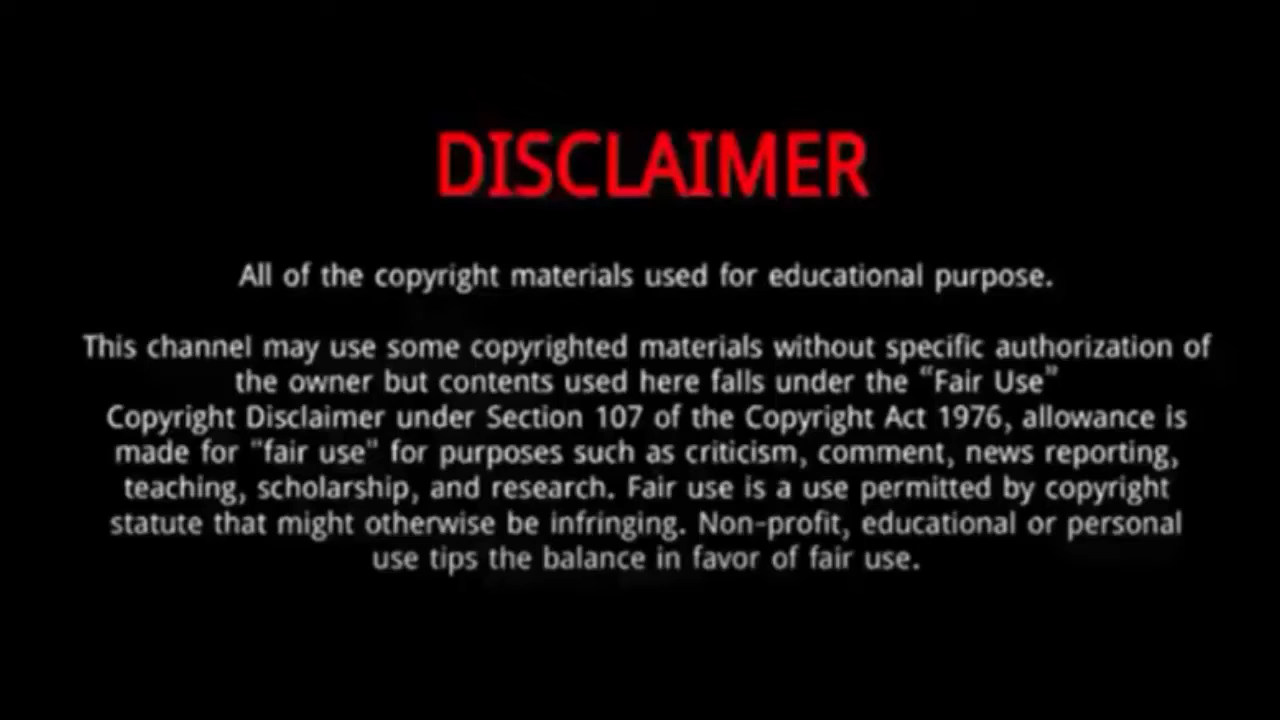 DISCLAIMER
All of the copyright materials used for educational purpose.
This channel may use some copyrighted materials without specific authorization of
the owner but contents used here falls under the “Fair Use”
Copyright Disclaimer under Section 107 of the Copyright Act 1976, allowance is
made for "fair use" for purposes such as criticism, comment, news reporting,
teaching, scholarship, and research. Fair use is a use permitted by copyright
statute that might otherwise be infringing. Non-profit, educational or personal
use tips the balance in favor of fair use.